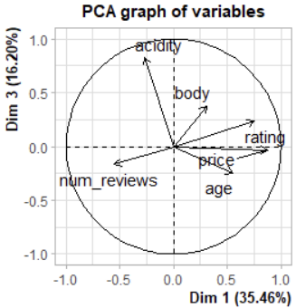 PCA graph of variables
Dim 3 (16.20%)
1.0
0.5
0.0
-0.5
-1.0
acidity
body
rating
price
age
num_reviews
-1.0 -0.5 0.0 0.5 1.0
Dim 1 (35.46%)